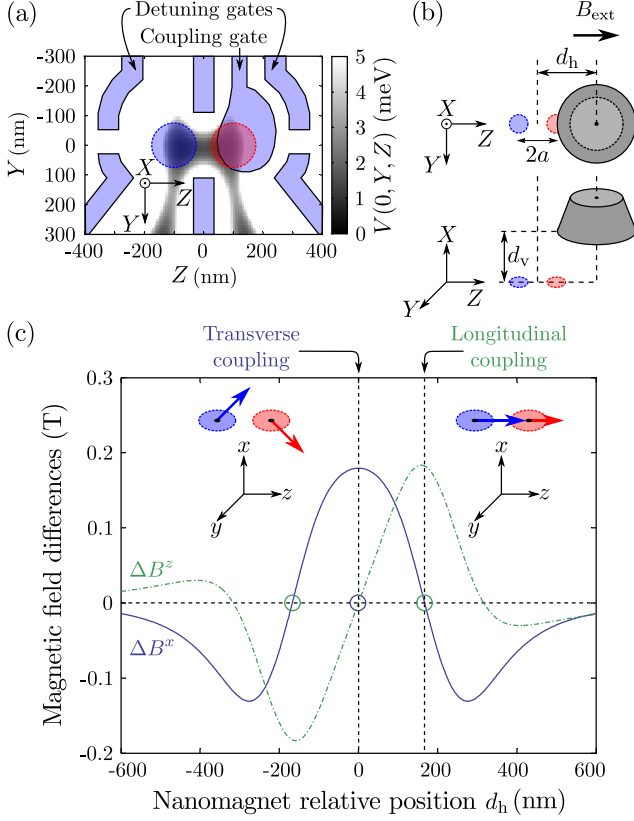 (a)
Detuning gates
Coupling gate
-300
-200
-100
0
100
200
300
Y (nm)
-400
-200
0
200
400
Z (nm)
X
Z
Y
5
4
3
2
1
0
V(0, Y, Z) (meV)
(b)
B_ext
d_h
X
Z
Y
2a
X
d_v
Y
Z
(c)
Transverse
coupling
Longitudinal
coupling
0.3
0.2
0.1
0
-0.1
-0.2
Magnetic field differences (T)
x
z
y
x
z
y
ΔB^z
ΔB^x
-600
-400
-200
0
200
400
600
Nanomagnet relative position d_h (nm)